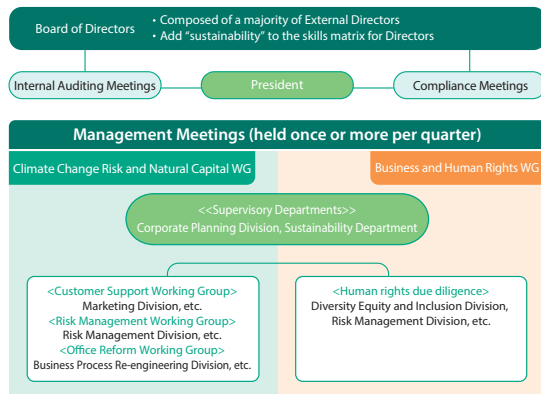 Board of Directors
• Composed of a majority of External Directors
• Add “sustainability” to the skills matrix for Directors
Internal Auditing Meetings
President
Compliance Meetings
Management Meetings (held once or more per quarter)
Climate Change Risk and Natural Capital WG
Business and Human Rights WG
<<Supervisory Departments>>
Corporate Planning Division, Sustainability Department
<Customer Support Working Group>
Marketing Division, etc.
<Risk Management Working Group>
Risk Management Division, etc.
<Office Reform Working Group>
Business Process Re-engineering Division, etc.
<Human rights due diligence>
Diversity Equity and Inclusion Division,
Risk Management Division, etc.